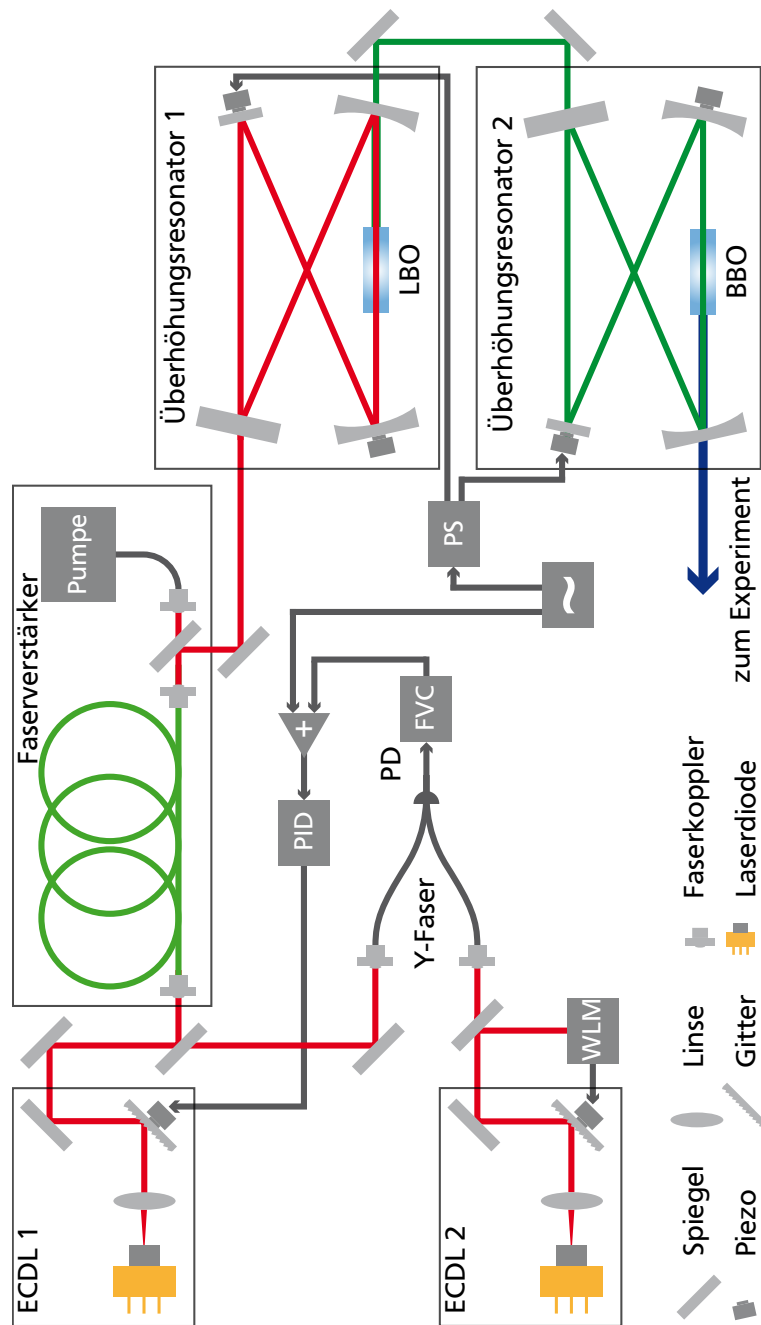 ECDL 1
Faserverstärker
Pumpe
Überhöhungsresonator 1
LBO
PID
+
PD
FVC
Y-Faser
PS
~
ECDL 2
WLM
Überhöhungsresonator 2
BBO
zum Experiment
Spiegel
Linse
Faserkoppler
Piezo
Gitter
Laserdiode